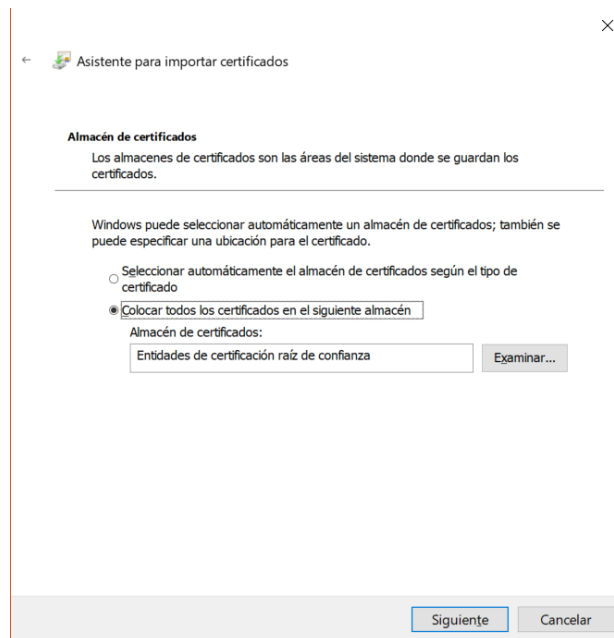 Asistente para importar certificados
Almacén de certificados
Los almacenes de certificados son las áreas del sistema donde se guardan los
certificados.
Windows puede seleccionar automáticamente un almacén de certificados; también se
puede especificar una ubicación para el certificado.
Seleccionar automáticamente el almacén de certificados según el tipo de
certificado
Colocar todos los certificados en el siguiente almacén
Almacén de certificados:
Entidades de certificación raíz de confianza
Examinar...
Siguiente
Cancelar